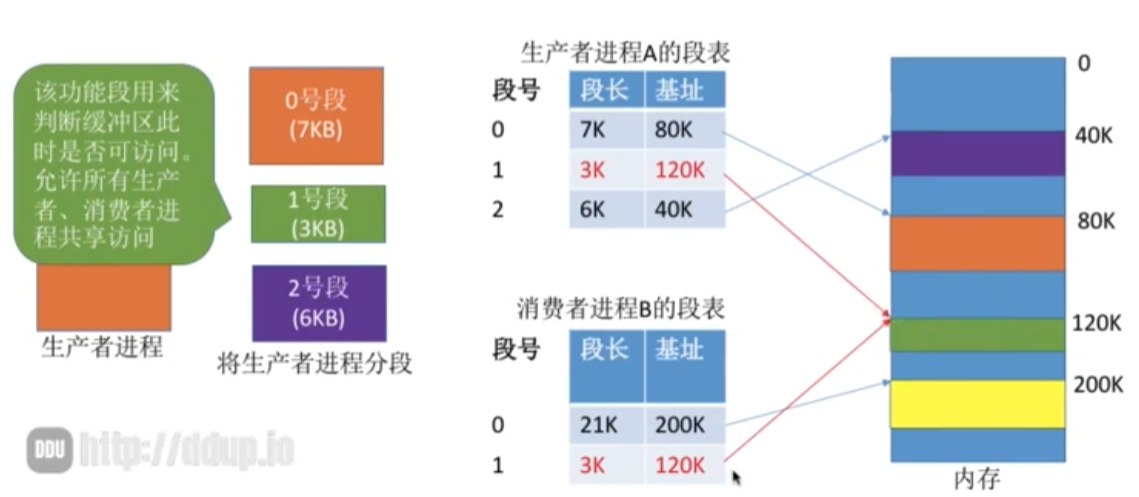 该功能段用来
判断缓冲区此
时是否可访问。
允许所有生产
者、消费者进
程共享访问
生产者进程
0号段
(7KB)
1号段
(3KB)
2号段
(6KB)
将生产者进程分段
生产者进程A的段表
段号 段长 基址
0 7K 80K
1 3K 120K
2 6K 40K
消费者进程B的段表
段号 段长 基址
0 21K 200K
1 3K 120K
0
40K
80K
120K
200K
内存
DDU http://ddup.io